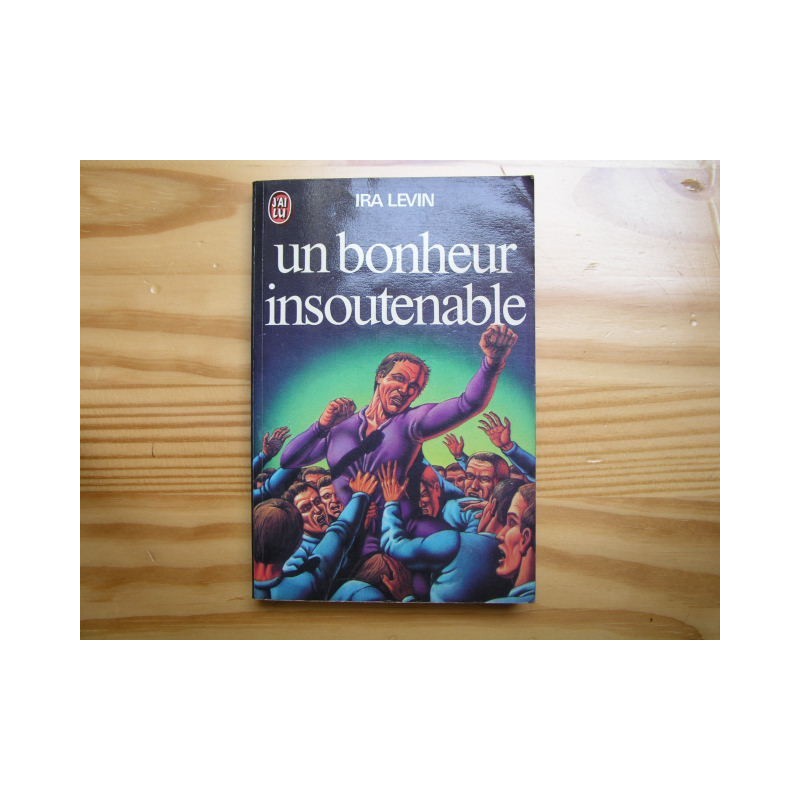 J'AI
LU
IRA LEVIN
un bonheur
insoutenable